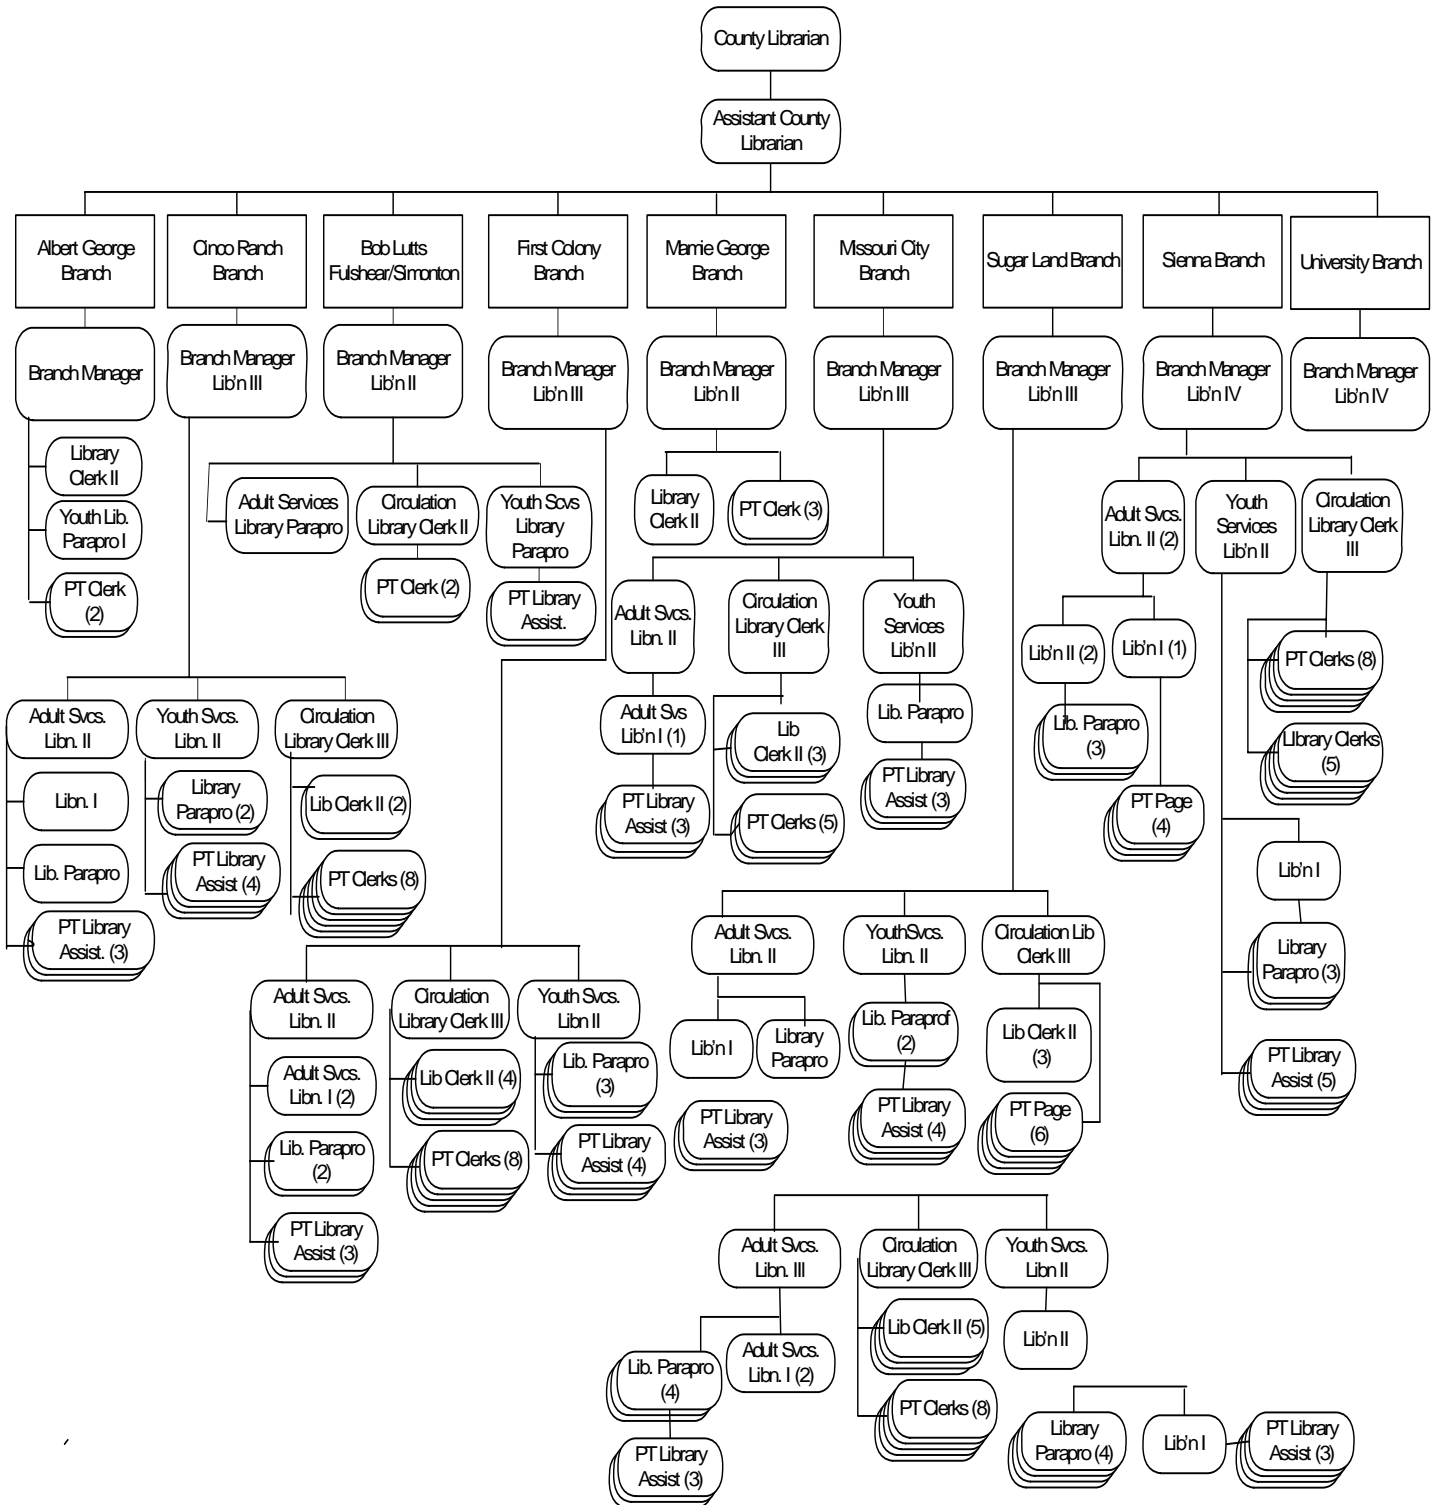 County Librarian
Assistant County
Librarian
Albert George
Branch
Cinco Ranch
Branch
Bob Lutts
Fulshear/Simonton
First Colony
Branch
Mamie George
Branch
Missouri City
Branch
Sugar Land Branch
Sienna Branch
University Branch
Branch Manager
Branch Manager
Lib'n III
Branch Manager
Lib'n II
Branch Manager
Lib'n III
Branch Manager
Lib'n II
Branch Manager
Lib'n III
Branch Manager
Lib'n III
Branch Manager
Lib'n IV
Branch Manager
Lib'n IV
Library
Clerk II
Youth Lib.
Parapro I
PT Clerk
(2)
Adult Services
Library Parapro
Circulation
Library Clerk II
PT Clerk (2)
Youth Scvs
Library
Parapro
PT Library
Assist.
Library
Clerk II
PT Clerk (3)
Adult Svcs.
Libn. II
Circulation
Library Clerk
III
Youth
Services
Lib'n II
Adult Svs
Lib'n I (1)
PT Library
Assist (3)
Lib
Clerk II (3)
PT Clerks (5)
Lib. Parapro
PT Library
Assist (3)
Adult Svcs.
Libn. II (2)
Youth
Services
Lib'n II
Circulation
Library Clerk
III
Lib'n II (2)
Lib'n I (1)
Lib. Parapro
(3)
PT Page
(4)
PT Clerks (8)
LIbrary Clerks
(5)
Lib'n I
Library
Parapro (3)
PT Library
Assist (5)
Adult Svcs.
Libn. II
Youth Svcs.
Libn. II
Circulation
Library Clerk III
Libn. I
Lib. Parapro
PT Library
Assist. (3)
Library
Parapro (2)
PT Library
Assist (4)
Lib Clerk II (2)
PT Clerks (8)
Adult Svcs.
Libn. II
Circulation
Library Clerk III
Youth Svcs.
Libn II
Adult Svcs.
Libn. I (2)
Lib. Parapro
(2)
PT Library
Assist (3)
Lib Clerk II (4)
PT Clerks (8)
Lib. Parapro
(3)
PT Library
Assist (4)
Adult Svcs.
Libn. II
YouthSvcs.
Libn. II
Circulation Lib
Clerk III
Lib'n I
Library
Parapro
PT Library
Assist (3)
Lib. Paraprof
(2)
PT Library
Assist (4)
Lib Clerk II
(3)
PT Page
(6)
Adult Svcs.
Libn. III
Circulation
Library Clerk III
Youth Svcs.
Libn II
Lib. Parapro
(4)
Adult Svcs.
Libn. I (2)
PT Library
Assist (3)
Lib Clerk II (5)
PT Clerks (8)
Lib'n II
Library
Parapro (4)
Lib'n I
PT Library
Assist (3)